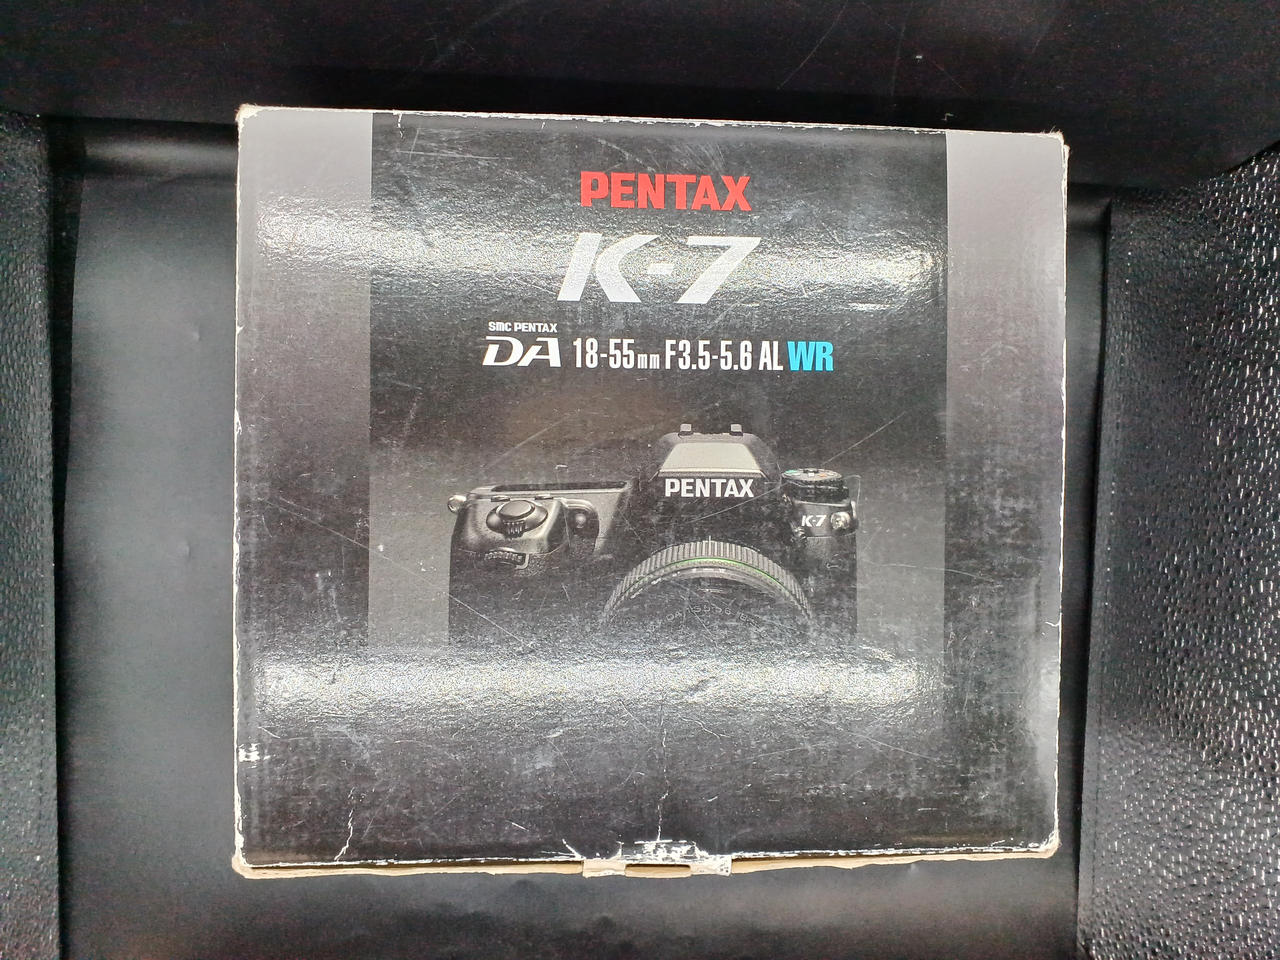 PENTAX
K-7
smc PENTAX
DA 18-55mm F3.5-5.6 AL WR
PENTAX
K-7